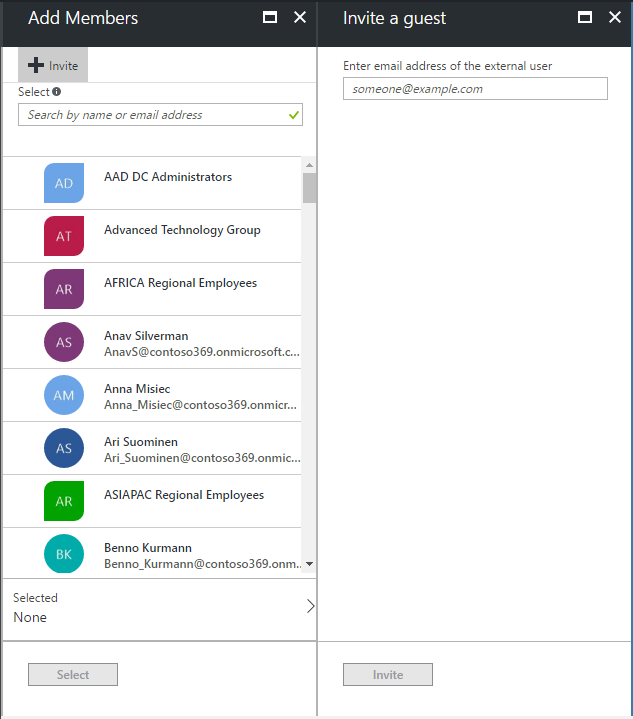 Add Members
Invite
Select
Search by name or email address
AD
AAD DC Administrators
AT
Advanced Technology Group
AR
AFRICA Regional Employees
AS
Anav Silverman
AnavS@contoso369.onmicrosoft.c...
AM
Anna Misiec
Anna_Misiec@contoso369.onmicr...
AS
Ari Suominen
Ari_Suominen@contoso369.onmic...
AR
ASIAPAC Regional Employees
BK
Benno Kurmann
Benno_Kurmann@contoso369.onm...
Selected
None
Select
Invite a guest
Enter email address of the external user
someone@example.com
Invite